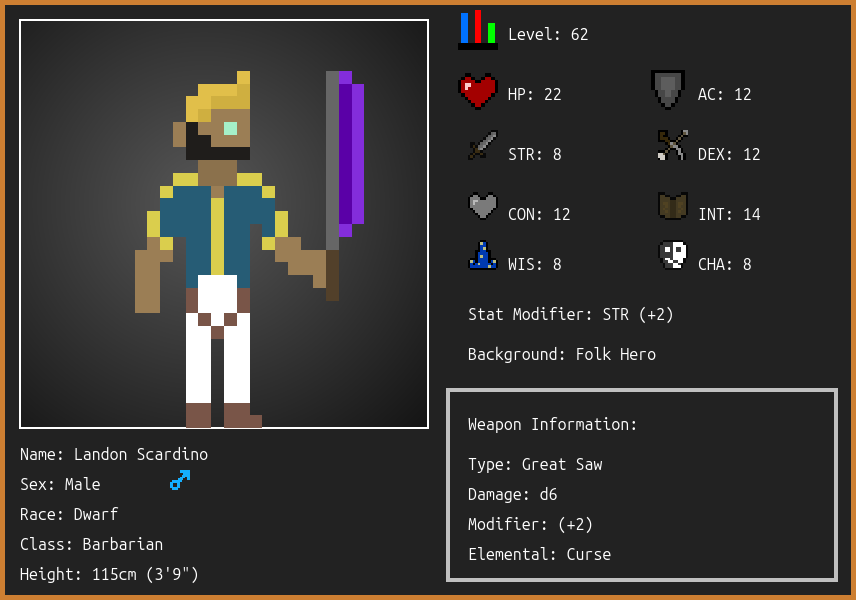 Level: 62
HP: 22
AC: 12
STR: 8
DEX: 12
CON: 12
INT: 14
WIS: 8
CHA: 8
Stat Modifier: STR (+2)
Background: Folk Hero
Weapon Information:
Type: Great Saw
Damage: d6
Modifier: (+2)
Elemental: Curse
Name: Landon Scardino
Sex: Male
Race: Dwarf
Class: Barbarian
Height: 115cm (3'9")